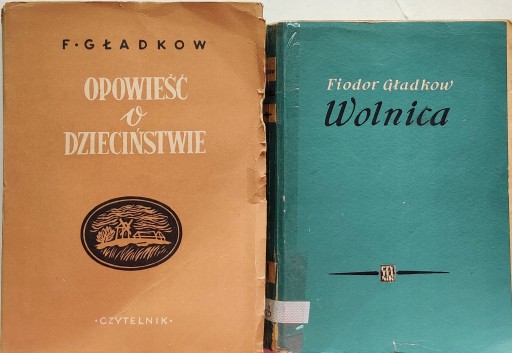 F·GŁADKOW
OPOWIEŚĆ
o
DZIECIŃSTWIE
·CZYTELNIK·
Fiodor Gładkow
Wolnica